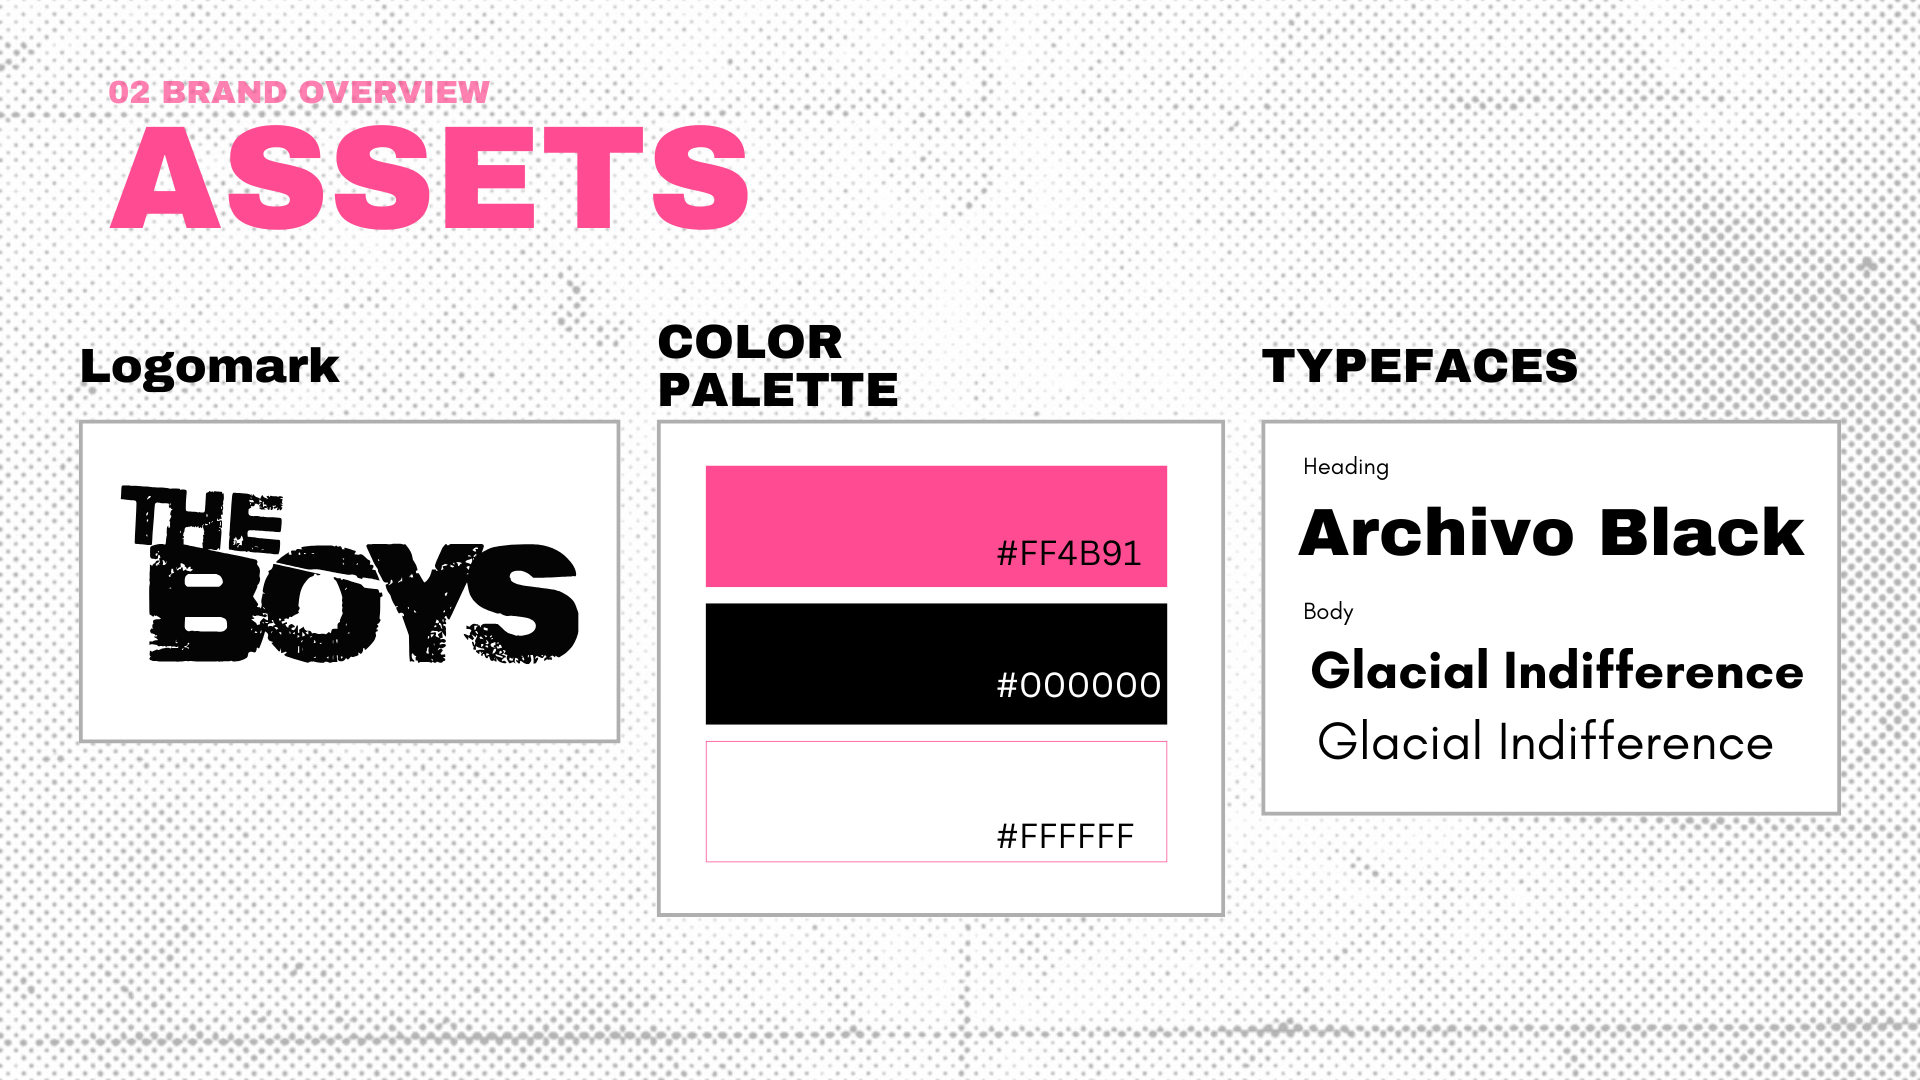 02 BRAND OVERVIEW
ASSETS
Logomark
THE
BOYS
COLOR
PALETTE
#FF4B91
#000000
#FFFFFF
TYPEFACES
Heading
Archivo Black
Body
Glacial Indifference
Glacial Indifference